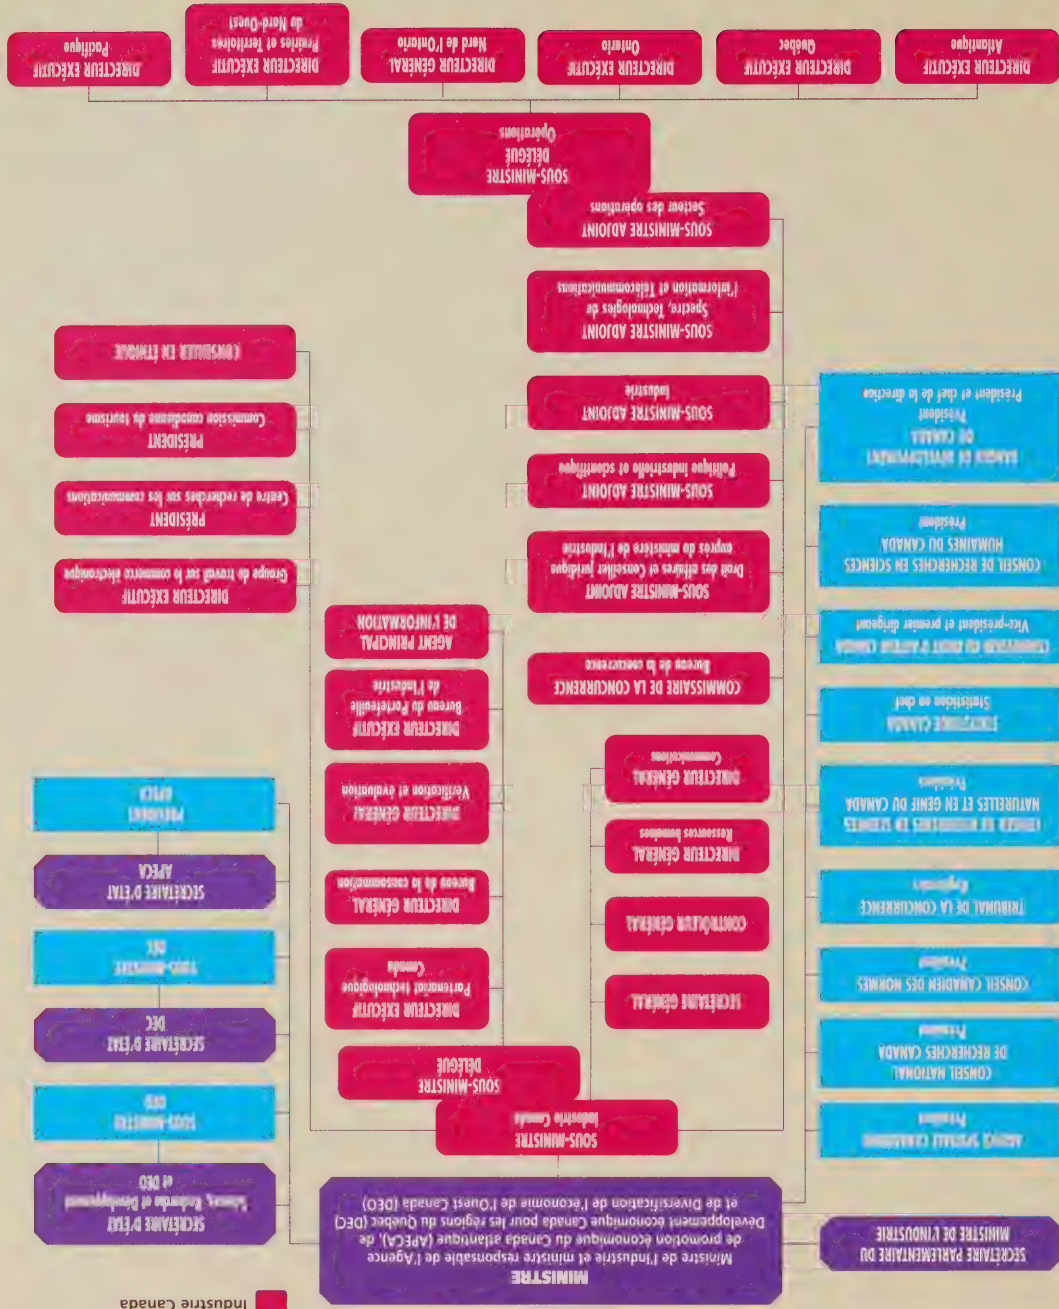 Industrie Canada
MINISTRE
Ministre de l'Industrie et ministre responsable de l'Agence
de promotion économique du Canada atlantique (APECA), de
Développement économique Canada pour les régions du Québec (DEC)
et de Diversification de l'économie de l'Ouest Canada (DEO)
SECRÉTAIRE PARLEMENTAIRE DU
MINISTRE DE L'INDUSTRIE
AGENCE SPATIALE CANADIENNE
Président
CONSEIL NATIONAL
DE RECHERCHES CANADA
Président
CONSEIL CANADIEN DES NORMES
Président
TRIBUNAL DE LA CONCURRENCE
Registraire
CONSEIL DE RECHERCHES EN SCIENCES
NATURELLES ET EN GÉNIE DU CANADA
Président
STATISTIQUE CANADA
Statisticien en chef
COMMISSION DU DROIT D'AUTEUR CANADA
Vice-président et premier dirigeant
CONSEIL DE RECHERCHES EN SCIENCES
HUMAINES DU CANADA
Président
BANQUE DE DÉVELOPPEMENT
DU CANADA
Président
Président et chef de la direction
SOUS-MINISTRE
Industrie Canada
SOUS-MINISTRE
DÉLÉGUÉ
SECRÉTAIRE GÉNÉRAL
CONTRÔLEUR GÉNÉRAL
DIRECTEUR GÉNÉRAL
Ressources humaines
DIRECTEUR GÉNÉRAL
Communications
COMMISSAIRE DE LA CONCURRENCE
Bureau de la concurrence
SOUS-MINISTRE ADJOINT
Droit des affaires et Conseiller juridique
auprès du ministère de l'Industrie
SOUS-MINISTRE ADJOINT
Politique industrielle et scientifique
SOUS-MINISTRE ADJOINT
Industrie
SOUS-MINISTRE ADJOINT
Spectre, Technologies de
l'information et Télécommunications
SOUS-MINISTRE ADJOINT
Secteur des opérations
DIRECTEUR EXÉCUTIF
Partenariat technologique
Canada
DIRECTEUR GÉNÉRAL
Bureau de la consommation
DIRECTEUR GÉNÉRAL
Vérification et évaluation
DIRECTEUR EXÉCUTIF
Bureau du Portefeuille
de l'Industrie
AGENT PRINCIPAL
DE L'INFORMATION
SECRÉTAIRE D'ÉTAT
Sciences, Recherche et Développement
et DEO
SOUS-MINISTRE
DEO
SECRÉTAIRE D'ÉTAT
DEC
SOUS-MINISTRE
DEC
SECRÉTAIRE D'ÉTAT
APECA
PRÉSIDENT
APECA
DIRECTEUR EXÉCUTIF
Groupe de travail sur le commerce électronique
PRÉSIDENT
Centre de recherches sur les communications
PRÉSIDENT
Commission canadienne du tourisme
CONSEILLER EN ÉTHIQUE
SOUS-MINISTRE
DÉLÉGUÉ
Opérations
DIRECTEUR EXÉCUTIF
Atlantique
DIRECTEUR EXÉCUTIF
Québec
DIRECTEUR EXÉCUTIF
Ontario
DIRECTEUR GÉNÉRAL
Nord de l'Ontario
DIRECTEUR EXÉCUTIF
Prairies et Territoires
du Nord-Ouest
DIRECTEUR EXÉCUTIF
Pacifique